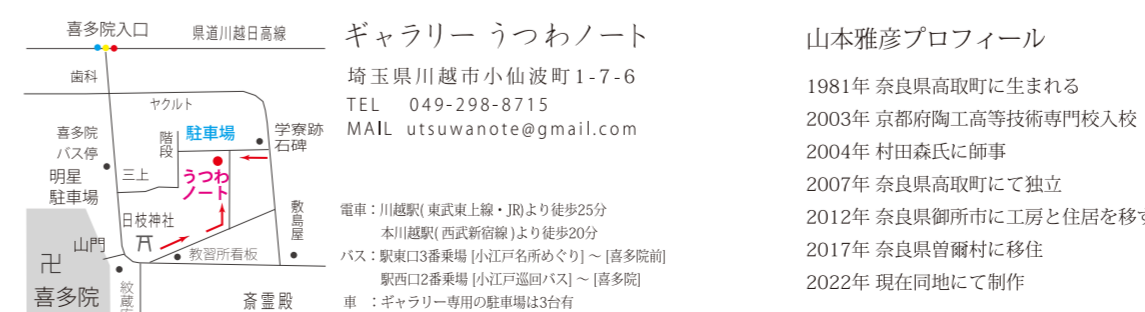 喜多院入口
県道川越日高線
歯科
ヤクルト
喜多院
バス停
階段
駐車場
学寮跡
石碑
明星
駐車場
三上
うつわ
ノート
日枝神社
敷島屋
山門
教習所看板
卍
喜多院
紋蔵
斎霊殿
ギャラリー うつわノート
埼玉県川越市小仙波町1-7-6
TEL 049-298-8715
MAIL utsuwanote@gmail.com
電車：川越駅( 東武東上線・JR)より徒歩25分
本川越駅( 西武新宿線 )より徒歩20分
バス：駅東口3番乗場 [小江戸名所めぐり] ~ [喜多院前]
駅西口2番乗場 [小江戸巡回バス] ~ [喜多院]
車 ：ギャラリー専用の駐車場は3台有
山本雅彦プロフィール
1981年 奈良県高取町に生まれる
2003年 京都府陶工高等技術専門校入校
2004年 村田森氏に師事
2007年 奈良県高取町にて独立
2012年 奈良県御所市に工房と住居を移す
2017年 奈良県曽爾村に移住
2022年 現在同地にて制作